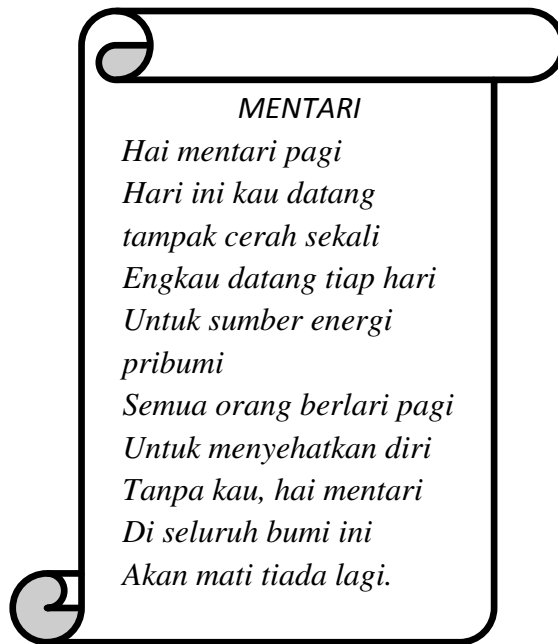 MENTARI
Hai mentari pagi
Hari ini kau datang
tampak cerah sekali
Engkau datang tiap hari
Untuk sumber energi
pribumi
Semua orang berlari pagi
Untuk menyehatkan diri
Tanpa kau, hai mentari
Di seluruh bumi ini
Akan mati tiada lagi.